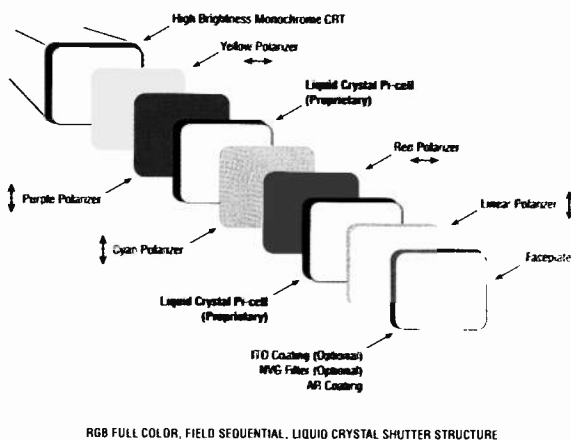 High Brightness Monochrome CRT
Yellow Polarizer
Liquid Crystal Pi-cell
(Proprietary)
Red Polarizer
Purple Polarizer
Linear Polarizer
Cyan Polarizer
Faceplate
Liquid Crystal Pi-cell
(Proprietary)
ITO Coating (Optional)
NVG Filter (Optional)
AR Coating
RGB FULL COLOR, FIELD SEQUENTIAL, LIQUID CRYSTAL SHUTTER STRUCTURE